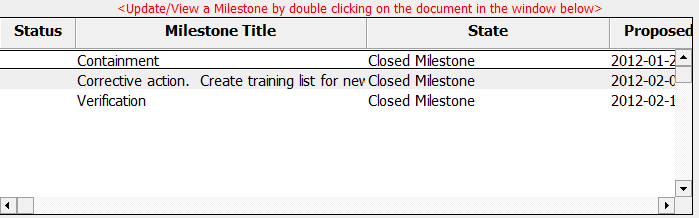 <Update/View a Milestone by double clicking on the document in the window below>
Status Milestone Title State Proposed
Containment Closed Milestone 2012-01-2
Corrective action.  Create training list for new Closed Milestone 2012-02-0
Verification Closed Milestone 2012-02-1